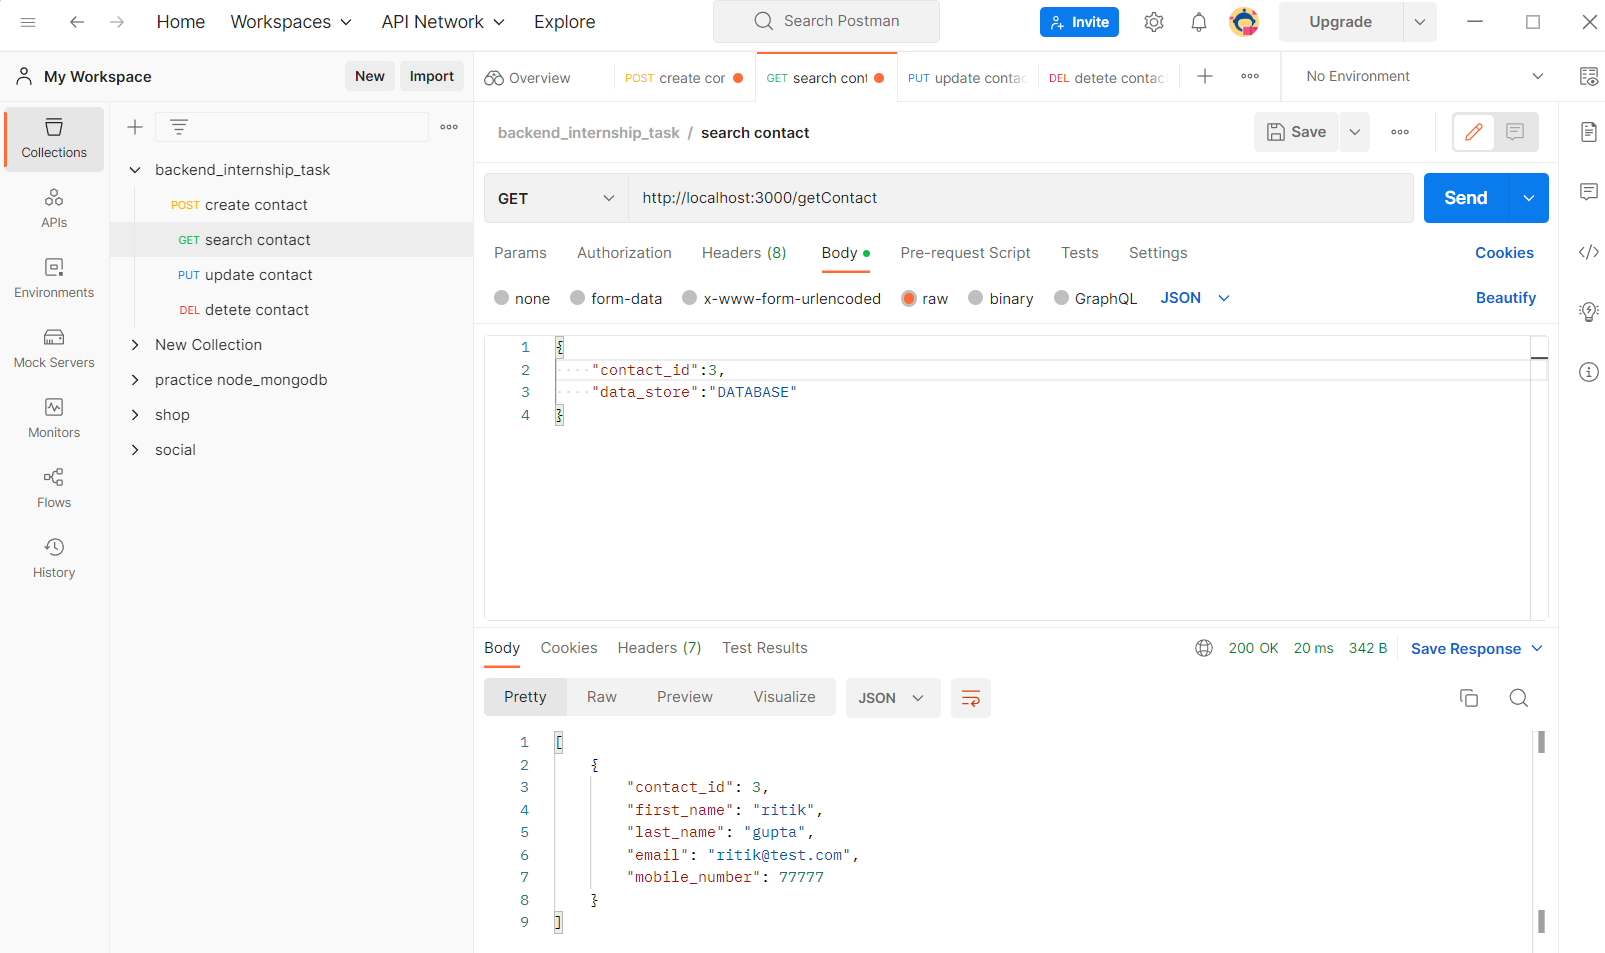 Home Workspaces API Network Explore Search Postman Invite Upgrade
My Workspace New Import
Overview POST create cor GET search cont PUT update contac DEL detete contac No Environment
Collections
APIs
Environments
Mock Servers
Monitors
Flows
History
backend_internship_task
POST create contact
GET search contact
PUT update contact
DEL detete contact
New Collection
practice node_mongodb
shop
social
backend_internship_task / search contact Save
GET http://localhost:3000/getContact Send
Params Authorization Headers (8) Body Pre-request Script Tests Settings Cookies
none form-data x-www-form-urlencoded raw binary GraphQL JSON Beautify
1 {
2 "contact_id":3,
3 "data_store":"DATABASE"
4 }
Body Cookies Headers (7) Test Results 200 OK 20 ms 342 B Save Response
Pretty Raw Preview Visualize JSON
1 [
2 {
3 "contact_id": 3,
4 "first_name": "ritik",
5 "last_name": "gupta",
6 "email": "ritik@test.com",
7 "mobile_number": 77777
8 }
9 ]